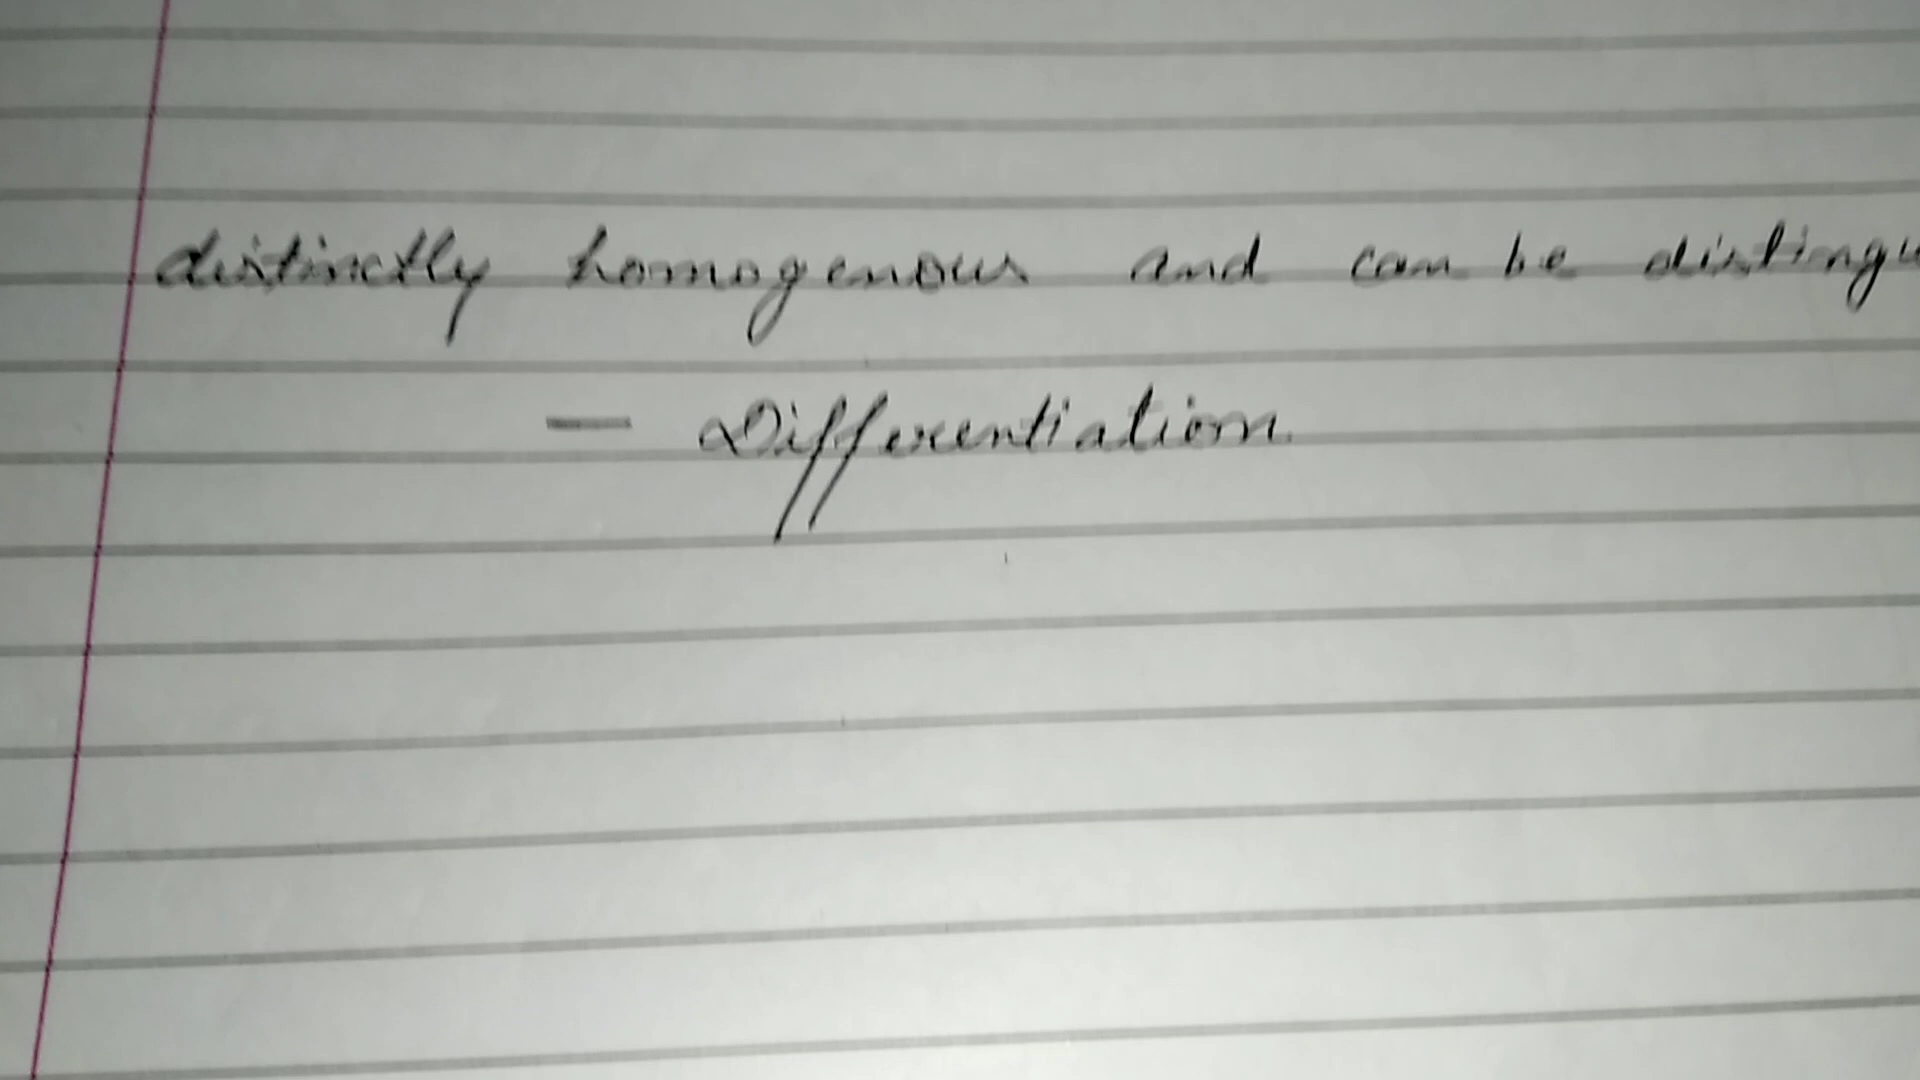 distinctly homogenous and can be distingu
— Differentiation.